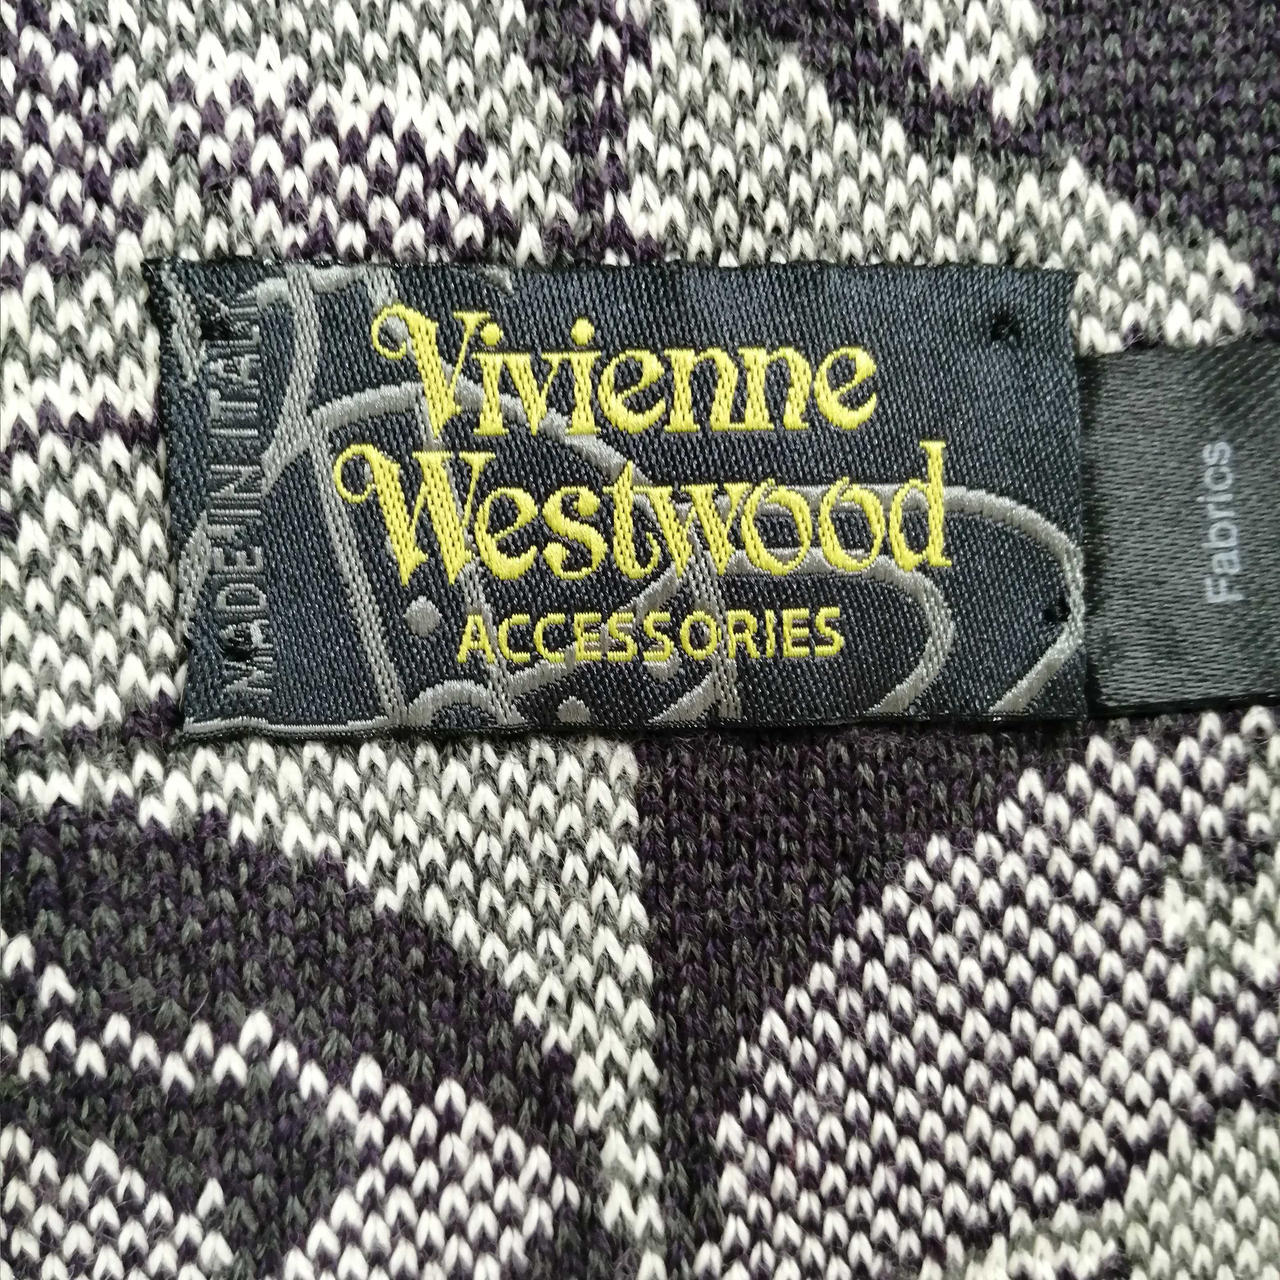 Vivienne
Westwood
ACCESSORIES
MADE IN ITALY
Fabrics